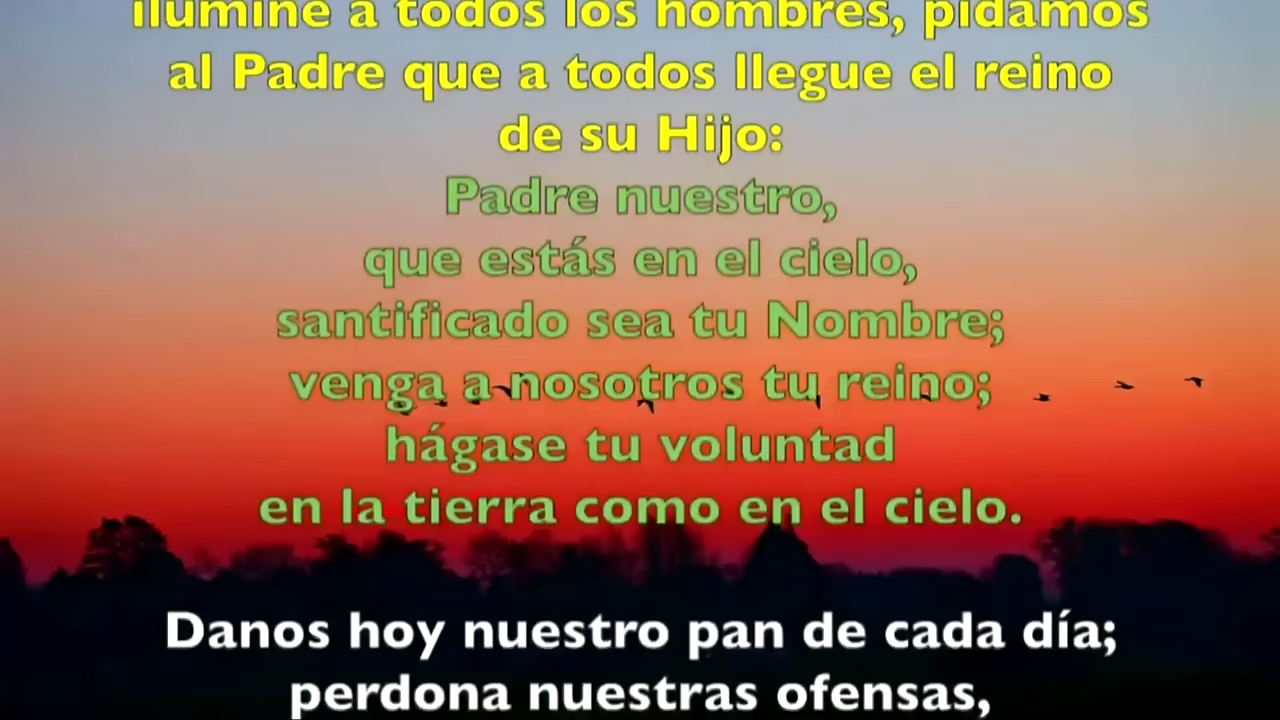 ilumine a todos los hombres, pidamos
al Padre que a todos llegue el reino
de su Hijo:
Padre nuestro,
que estás en el cielo,
santificado sea tu Nombre;
venga a nosotros tu reino;
hágase tu voluntad
en la tierra como en el cielo.
Danos hoy nuestro pan de cada día;
perdona nuestras ofensas,